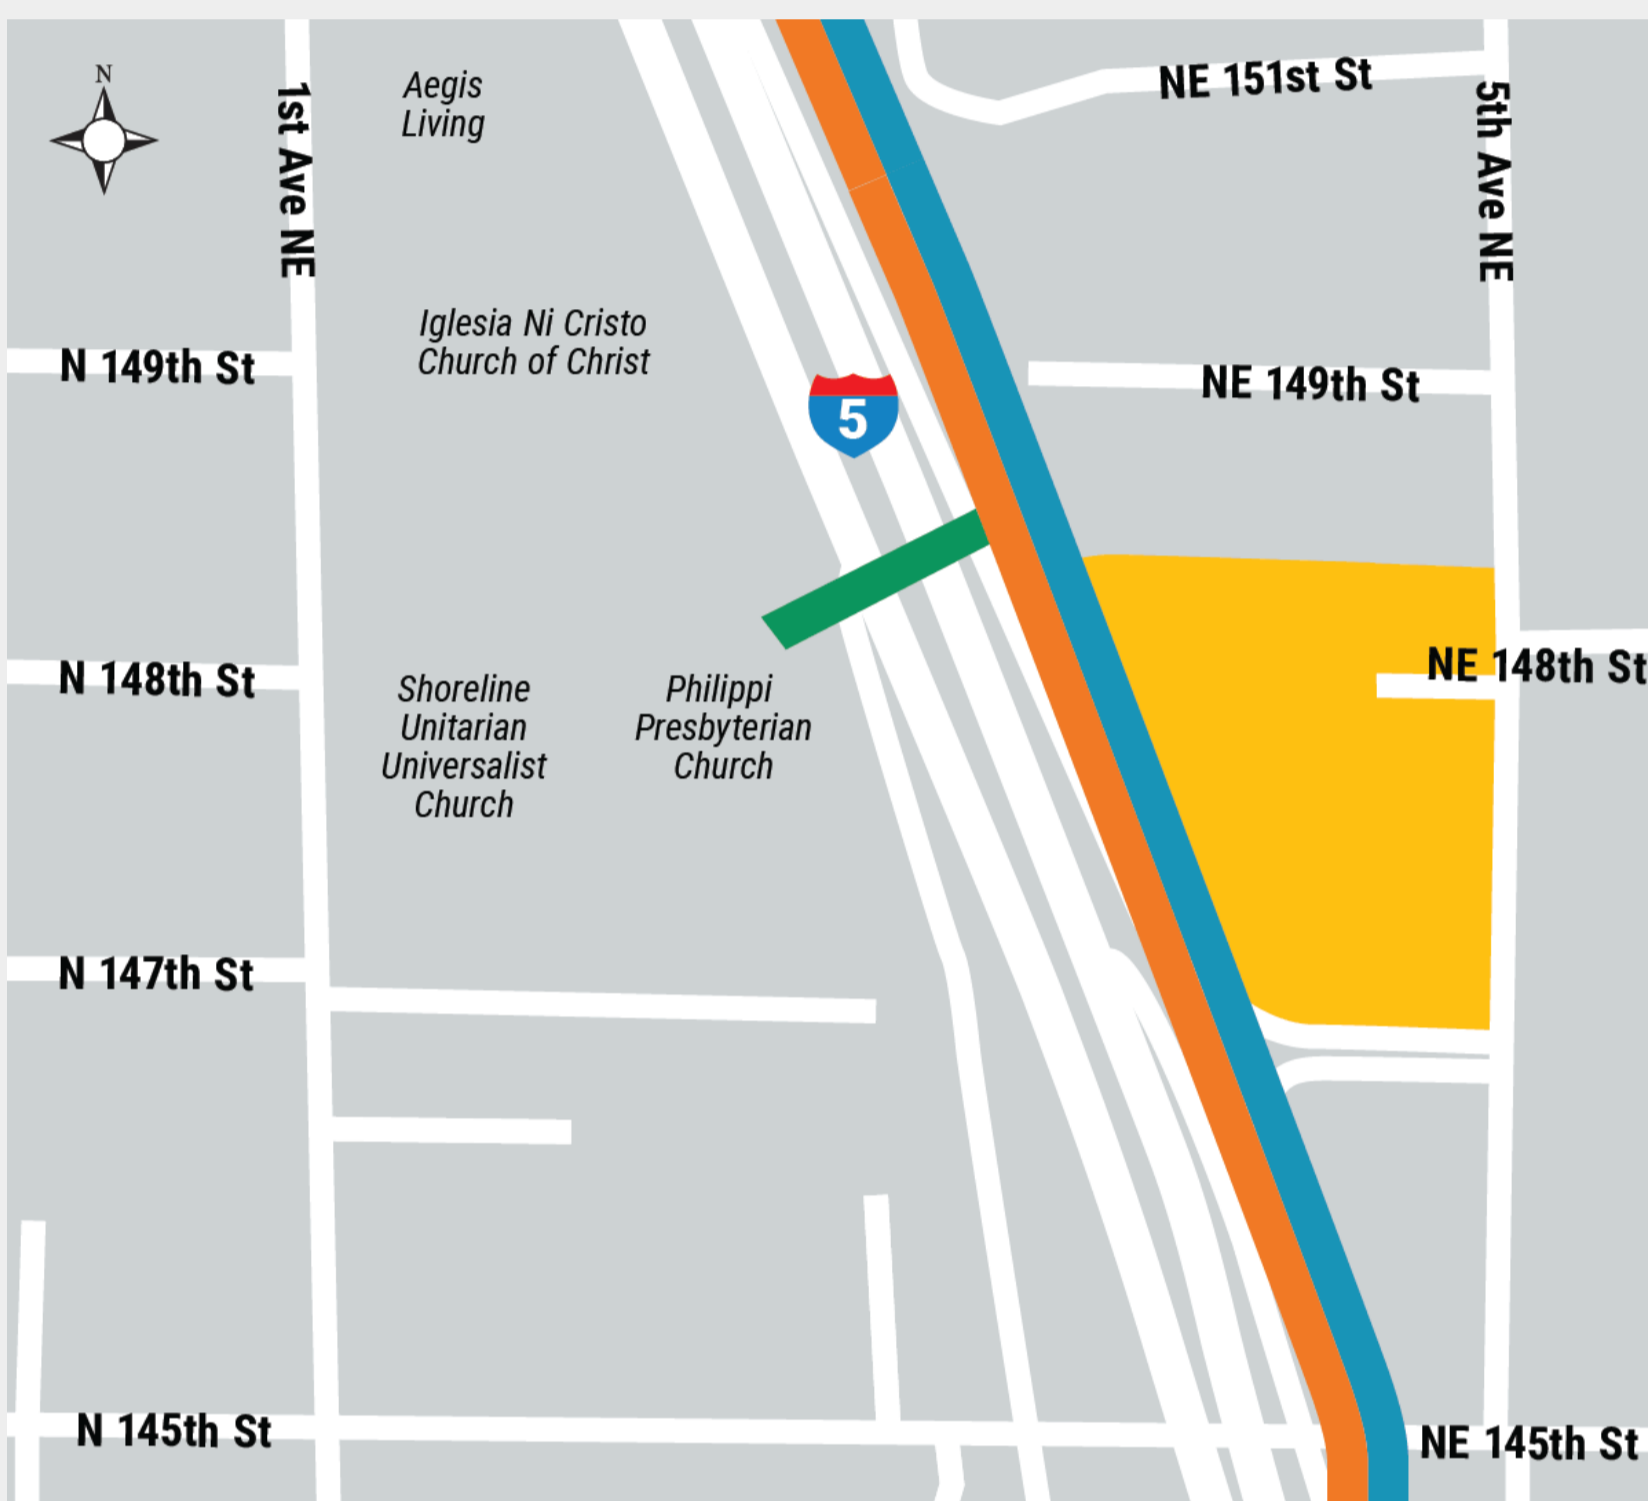 N
1st Ave NE
Aegis
Living
NE 151st St
5th Ave NE
Iglesia Ni Cristo
Church of Christ
N 149th St
5
NE 149th St
N 148th St
Shoreline
Unitarian
Universalist
Church
Philippi
Presbyterian
Church
NE 148th St
N 147th St
N 145th St
NE 145th St